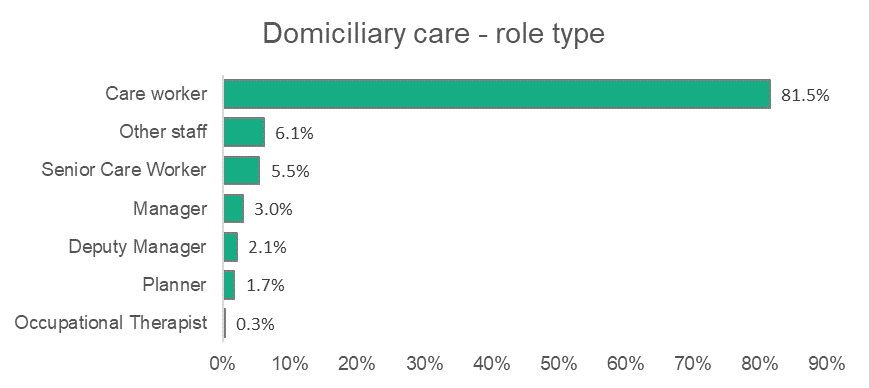 Domiciliary care - role type
Care worker 81.5%
Other staff 6.1%
Senior Care Worker 5.5%
Manager 3.0%
Deputy Manager 2.1%
Planner 1.7%
Occupational Therapist 0.3%
0% 10% 20% 30% 40% 50% 60% 70% 80% 90%